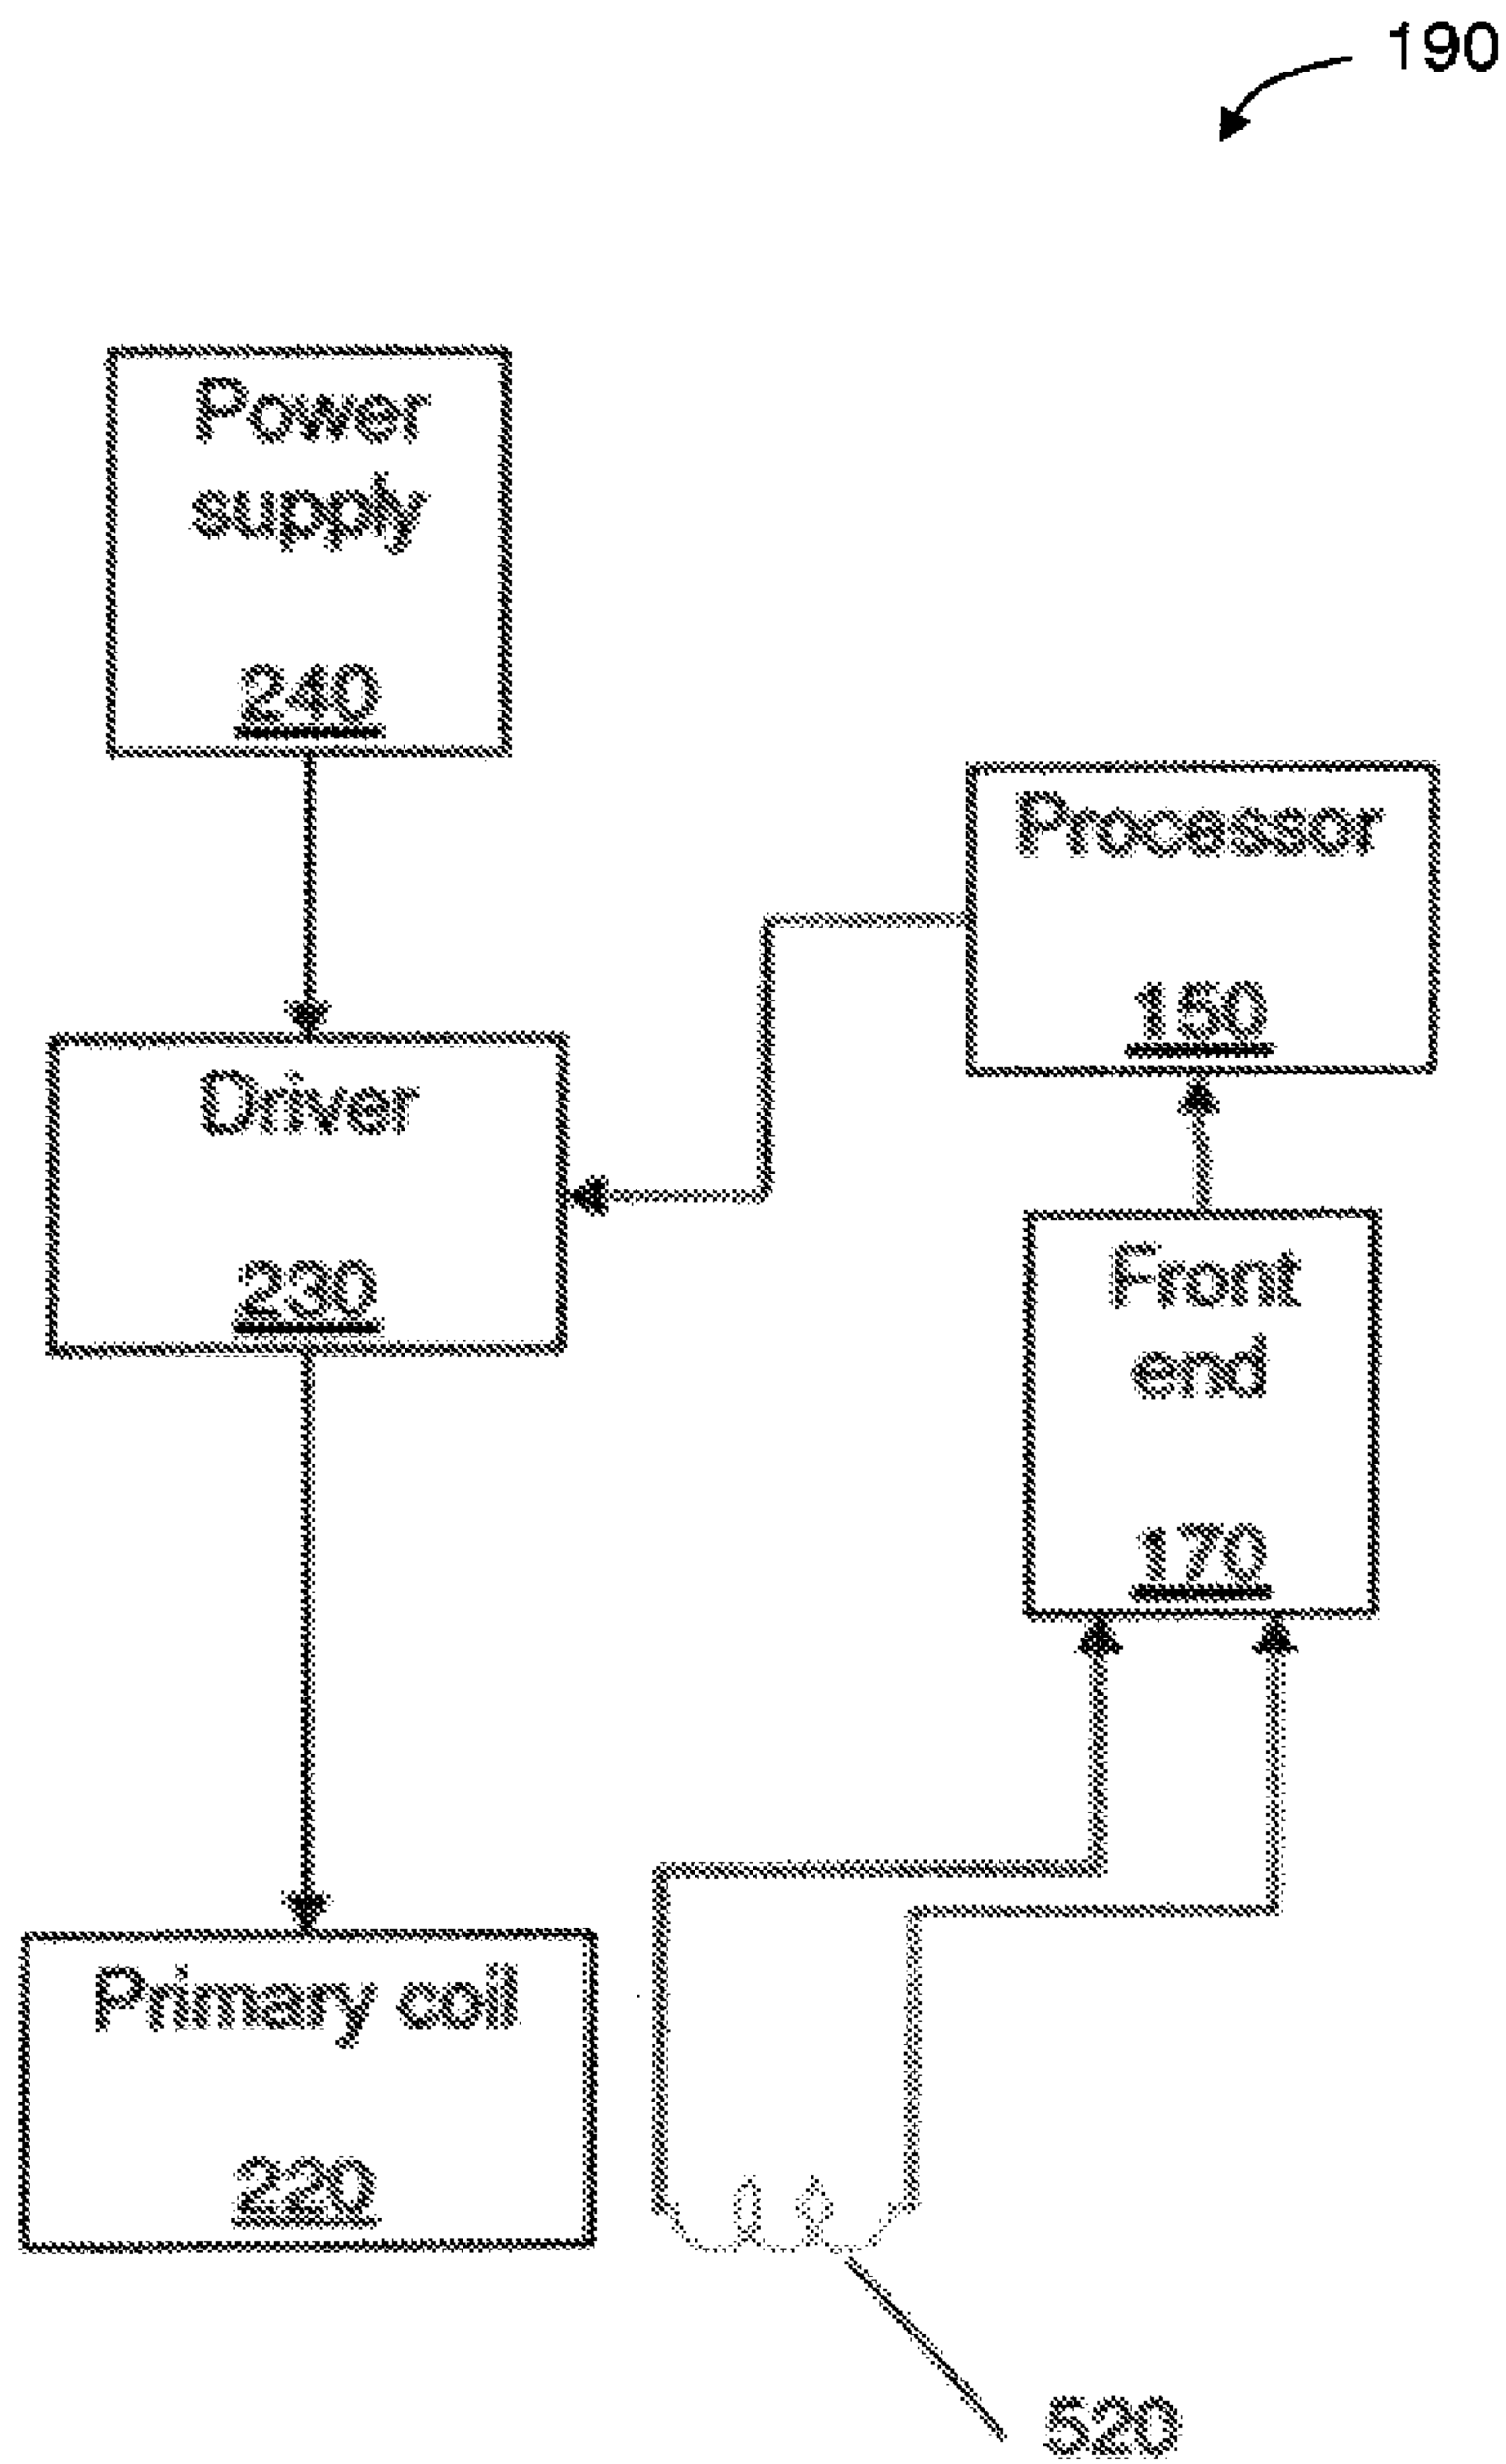 190
Power
supply
240
Processor
150
Driver
230
Front
end
170
Primary coil
220
520